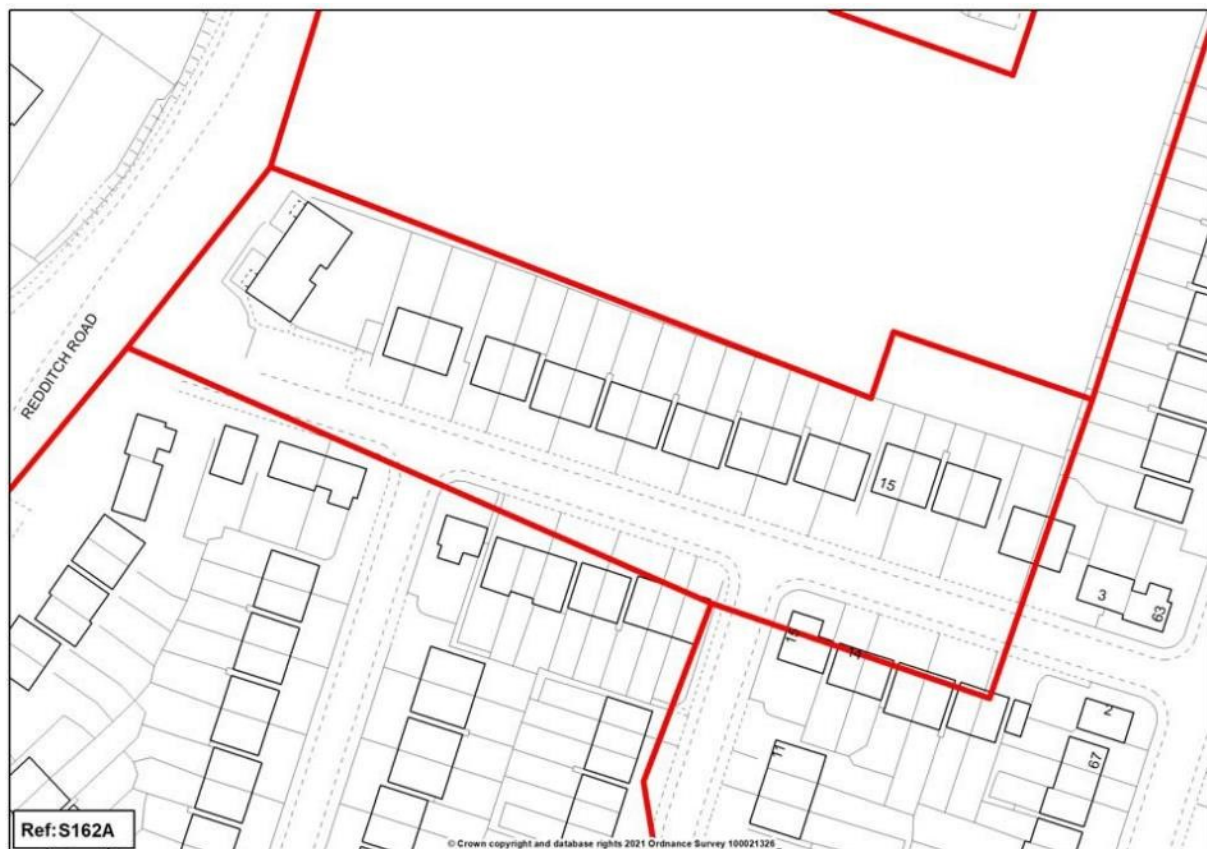 REDDITCH ROAD
15
3
63
15
14
2
11
67
Ref:S162A
© Crown copyright and database rights 2021 Ordnance Survey 100021326